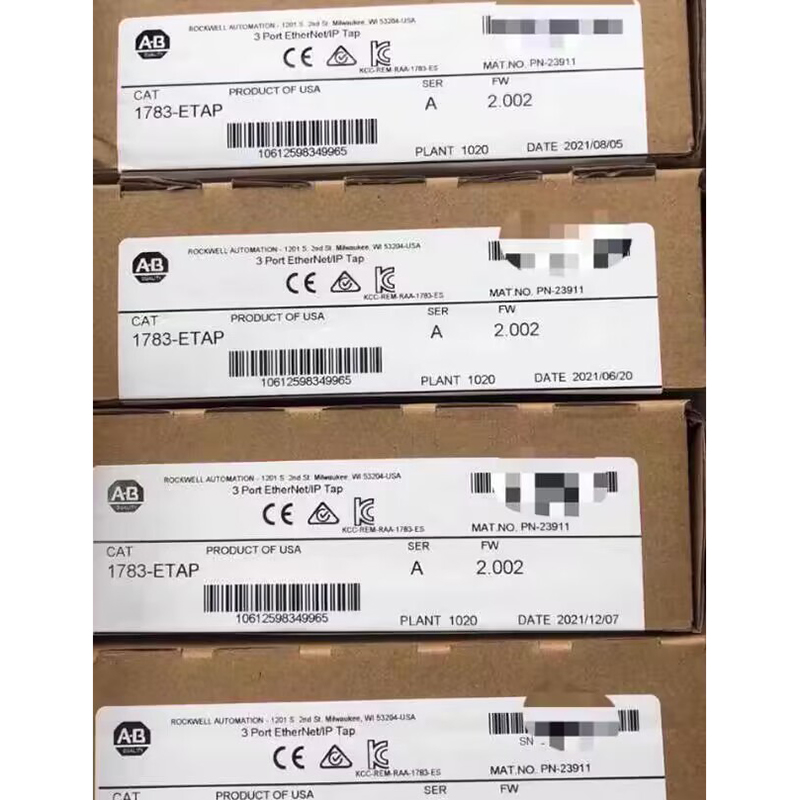 A-B
QUALITY
ROCKWELL AUTOMATION - 1201 S. 2nd St. Milwaukee, WI 53204-USA
3 Port EtherNet/IP Tap
CE
KCC-REM-RAA-1783-ES
MAT.NO. PN-23911
CAT
PRODUCT OF USA
SER
FW
1783-ETAP
A
2.002
10612598349965
PLANT 1020
DATE 2021/08/05
A-B
QUALITY
ROCKWELL AUTOMATION - 1201 S. 2nd St. Milwaukee, WI 53204-USA
3 Port EtherNet/IP Tap
CE
KCC-REM-RAA-1783-ES
MAT.NO. PN-23911
CAT
PRODUCT OF USA
SER
FW
1783-ETAP
A
2.002
10612598349965
PLANT 1020
DATE 2021/06/20
A-B
QUALITY
ROCKWELL AUTOMATION - 1201 S. 2nd St. Milwaukee, WI 53204-USA
3 Port EtherNet/IP Tap
CE
KCC-REM-RAA-1783-ES
MAT.NO. PN-23911
CAT
PRODUCT OF USA
SER
FW
1783-ETAP
A
2.002
10612598349965
PLANT 1020
DATE 2021/12/07
A-B
QUALITY
ROCKWELL AUTOMATION - 1201 S. 2nd St. Milwaukee, WI 53204-USA
3 Port EtherNet/IP Tap
SN
CE
KCC-REM-RAA-1783-ES
MAT.NO. PN-23911
CAT
PRODUCT OF USA
SER
FW